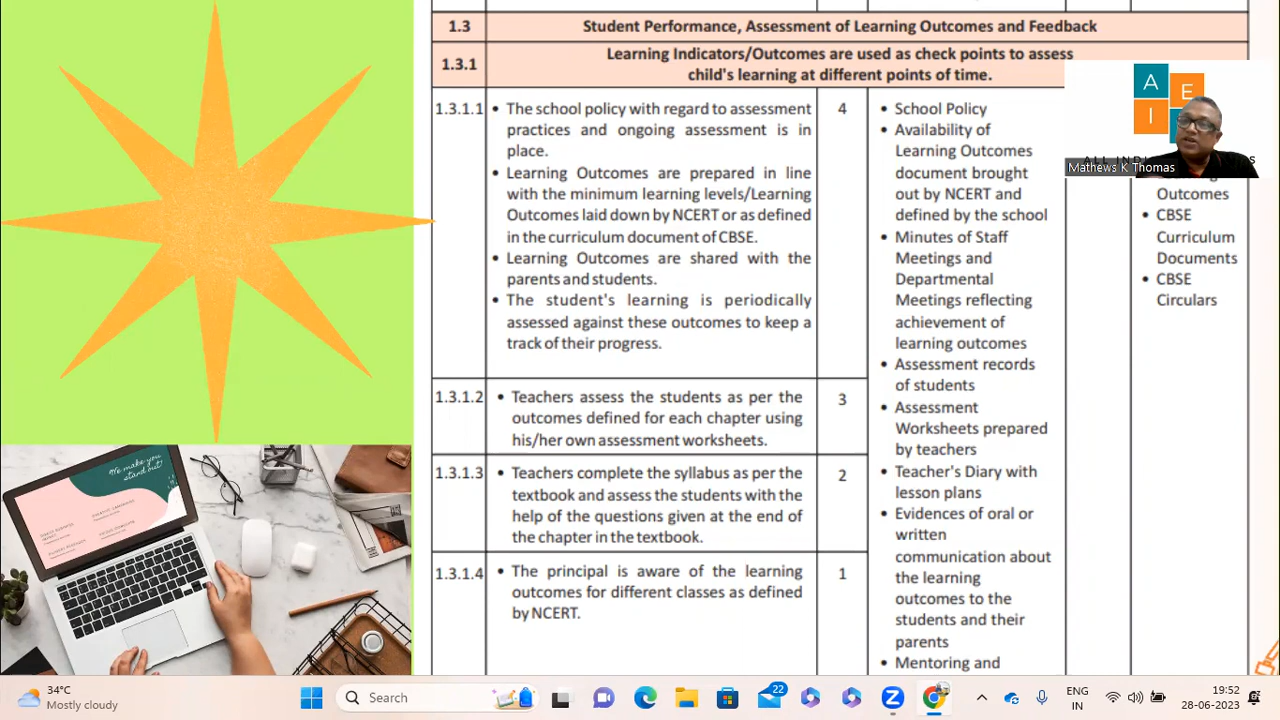 1.3
Student Performance, Assessment of Learning Outcomes and Feedback
1.3.1
Learning Indicators/Outcomes are used as check points to assess
child's learning at different points of time.
1.3.1.1
• The school policy with regard to assessment
practices and ongoing assessment is in
place.
• Learning Outcomes are prepared in line
with the minimum learning levels/Learning
Outcomes laid down by NCERT or as defined
in the curriculum document of CBSE.
• Learning Outcomes are shared with the
parents and students.
• The student's learning is periodically
assessed against these outcomes to keep a
track of their progress.
4
1.3.1.2
• Teachers assess the students as per the
outcomes defined for each chapter using
his/her own assessment worksheets.
3
1.3.1.3
• Teachers complete the syllabus as per the
textbook and assess the students with the
help of the questions given at the end of
the chapter in the textbook.
2
1.3.1.4
• The principal is aware of the learning
outcomes for different classes as defined
by NCERT.
1
• School Policy
• Availability of
Learning Outcomes
document brought
out by NCERT and
defined by the school
• Minutes of Staff
Meetings and
Departmental
Meetings reflecting
achievement of
learning outcomes
• Assessment records
of students
• Assessment
Worksheets prepared
by teachers
• Teacher's Diary with
lesson plans
• Evidences of oral or
written
communication about
the learning
outcomes to the
students and their
parents
• Mentoring and
Outcomes
• CBSE
Curriculum
Documents
• CBSE
Circulars
A
E
I
ALL IND
Mathews K Thomas
We make you
stand out!
34°C
Mostly cloudy
Search
22
ENG
IN
19:52
28-06-2023